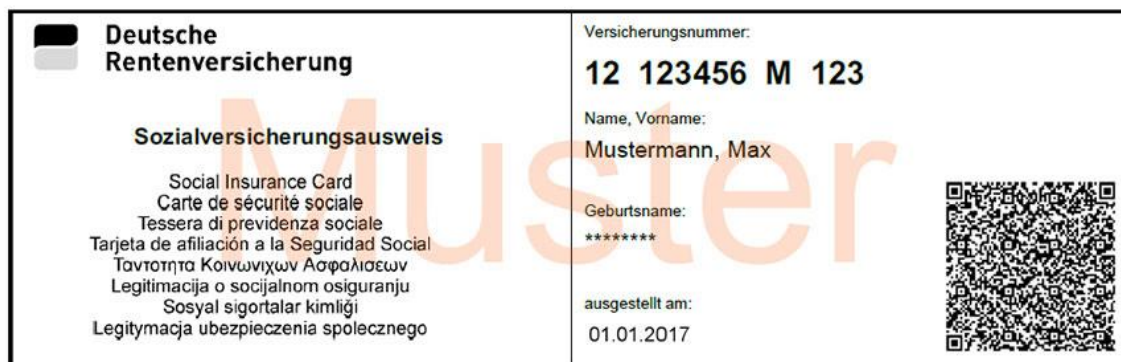 Deutsche
Rentenversicherung
Sozialversicherungsausweis
Social Insurance Card
Carte de sécurité sociale
Tessera di previdenza sociale
Tarjeta de afiliación a la Seguridad Social
Ταντοτητα Κοινωνιχων Ασφαλισεων
Legitimacija o socijalnom osiguranju
Sosyal sigortalar kimliği
Legitymacja ubezpieczenia spolecznego
Versicherungsnummer:
12 123456 M 123
Name, Vorname:
Mustermann, Max
Geburtsname:
********
ausgestellt am:
01.01.2017
Muster